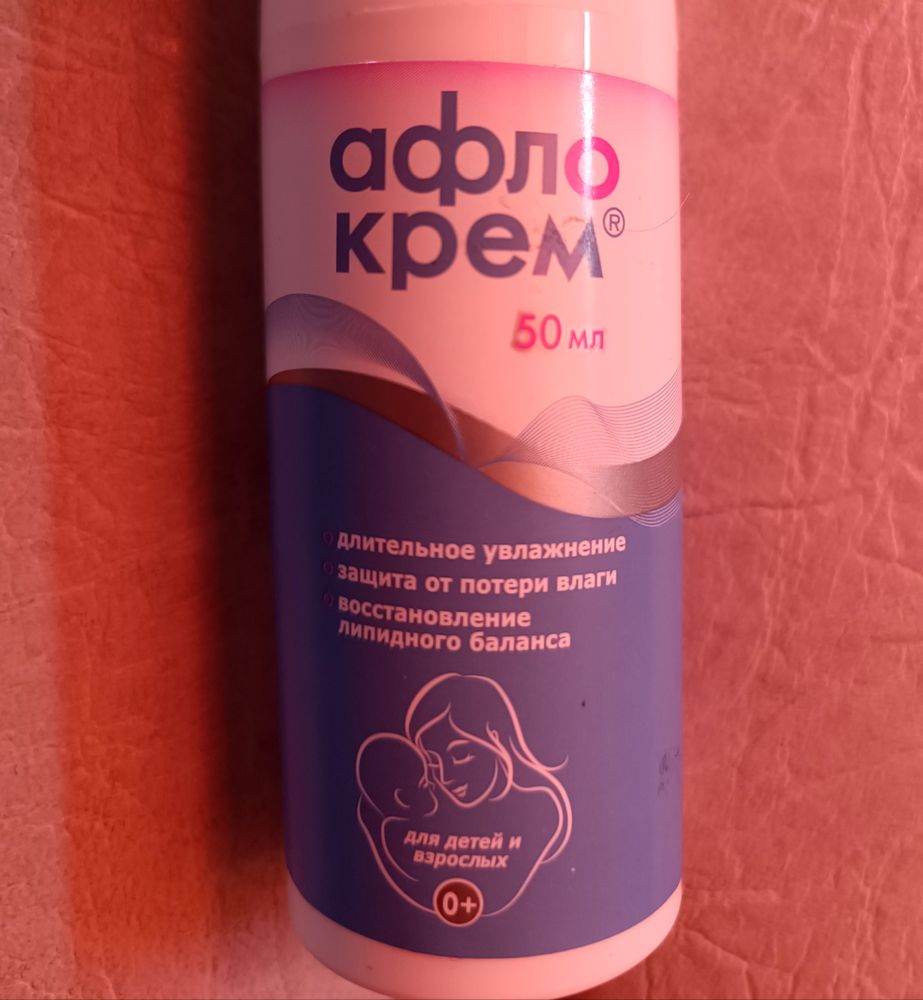 афло
крем®
50 мл
длительное увлажнение
защита от потери влаги
восстановление
липидного баланса
для детей и
взрослых
0+